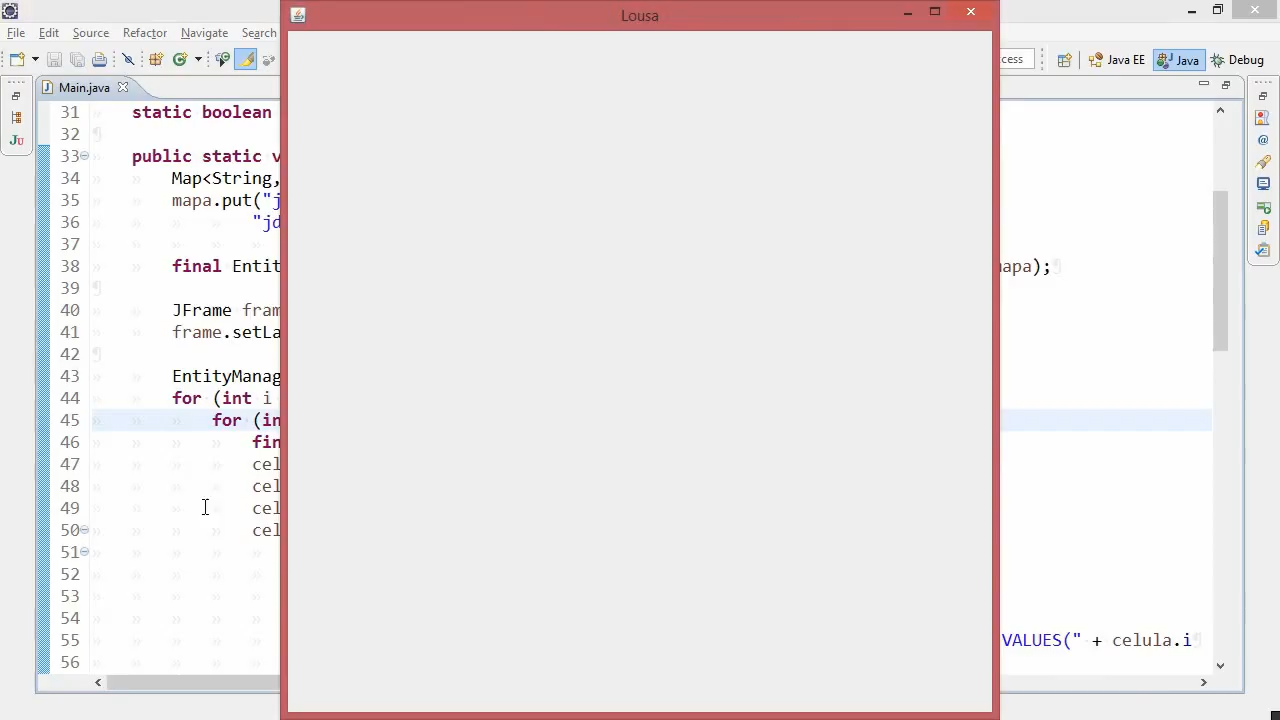 Lousa
File Edit Source Refactor Navigate Search
cess
Java EE
Java
Debug
Main.java
31 static boolean
32
33 public static v
34 Map<String,
35 mapa.put("j
36 "jd
37
38 final Entit
mapa);
39
40 JFrame fram
41 frame.setLa
42
43 EntityManag
44 for (int i
45 for (in
46 fin
47 cel
48 cel
49 cel
50 cel
51
52
53
54
55
VALUES(" + celula.i
56